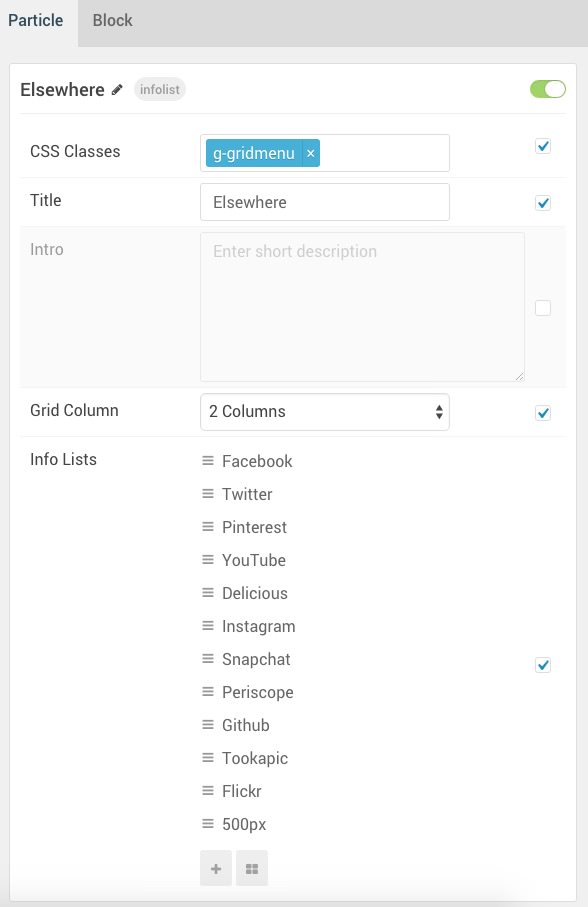 Particle Block
Elsewhere infolist
CSS Classes g-gridmenu ×
Title Elsewhere
Intro Enter short description
Grid Column 2 Columns
Info Lists Facebook
Twitter
Pinterest
YouTube
Delicious
Instagram
Snapchat
Periscope
Github
Tookapic
Flickr
500px